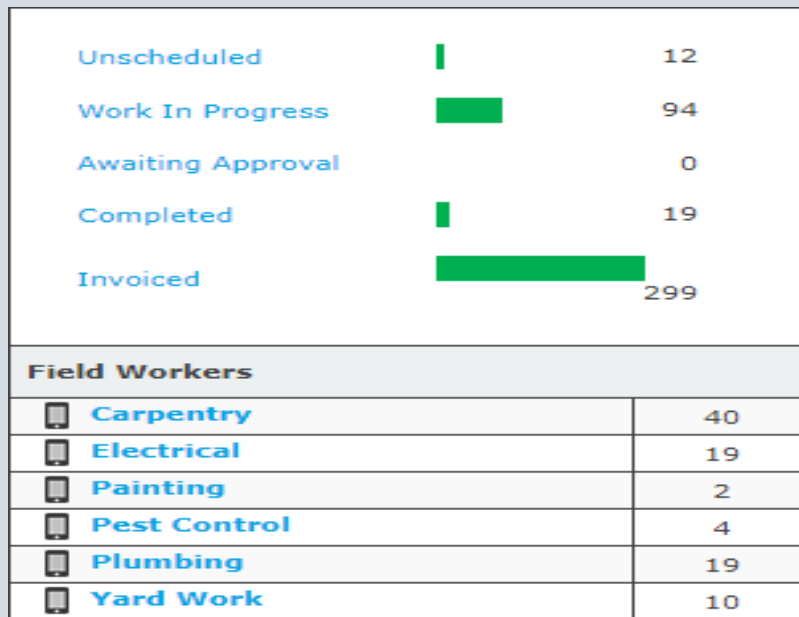 Unscheduled 12
Work In Progress 94
Awaiting Approval 0
Completed 19
Invoiced 299
Field Workers
Carpentry 40
Electrical 19
Painting 2
Pest Control 4
Plumbing 19
Yard Work 10